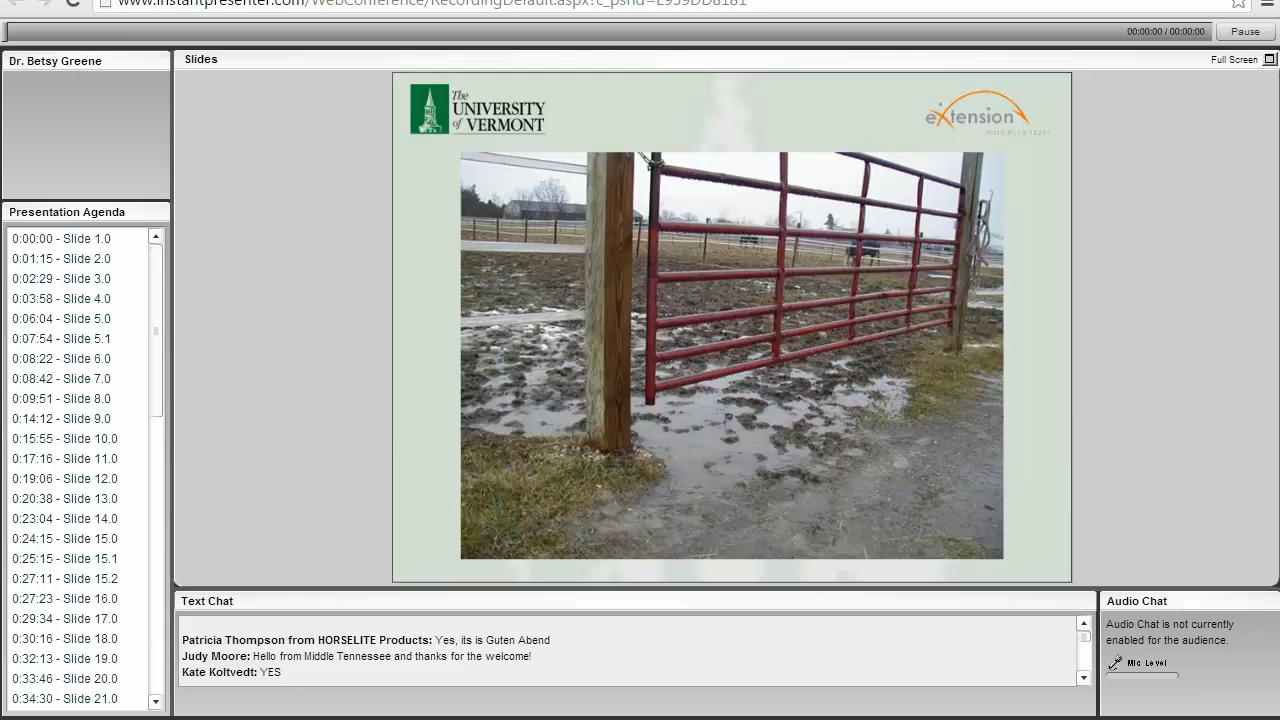 www.instantpresenter.com/WebConference/RecordingDefault.aspx?c_psrid=E959DD8181
00:00:00 / 00:00:00
Pause
Dr. Betsy Greene
Slides
Full Screen
The
UNIVERSITY
of VERMONT
eXtension
Presentation Agenda
0:00:00 - Slide 1.0
0:01:15 - Slide 2.0
0:02:29 - Slide 3.0
0:03:58 - Slide 4.0
0:06:04 - Slide 5.0
0:07:54 - Slide 5.1
0:08:22 - Slide 6.0
0:08:42 - Slide 7.0
0:09:51 - Slide 8.0
0:14:12 - Slide 9.0
0:15:55 - Slide 10.0
0:17:16 - Slide 11.0
0:19:06 - Slide 12.0
0:20:38 - Slide 13.0
0:23:04 - Slide 14.0
0:24:15 - Slide 15.0
0:25:15 - Slide 15.1
0:27:11 - Slide 15.2
0:27:23 - Slide 16.0
0:29:34 - Slide 17.0
0:30:16 - Slide 18.0
0:32:13 - Slide 19.0
0:33:46 - Slide 20.0
0:34:30 - Slide 21.0
Text Chat
Patricia Thompson from HORSELITE Products: Yes, its is Guten Abend
Judy Moore: Hello from Middle Tennessee and thanks for the welcome!
Kate Koltvedt: YES
Audio Chat
Audio Chat is not currently
enabled for the audience.
Mic Level